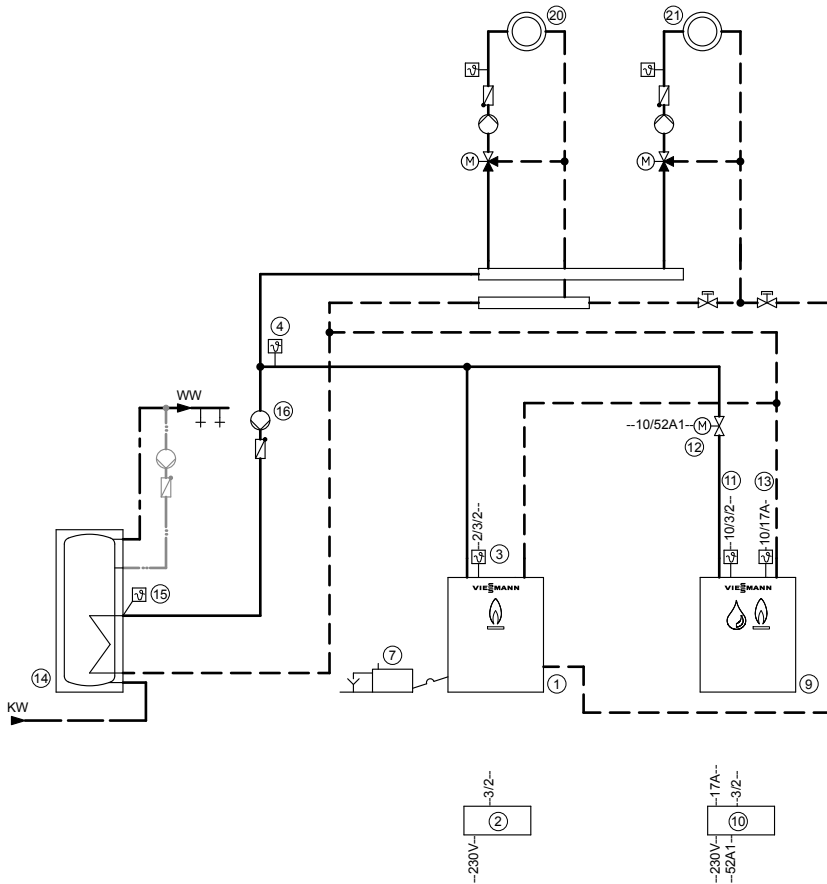 20
21
ϑ
ϑ
M
M
4
ϑ
WW
16
--10/52A1--
M
12
11
13
--2/3/2--
--10/3/2--
--10/17A-
ϑ
3
ϑ
ϑ
VIESMANN
VIESMANN
ϑ
15
7
14
1
9
KW
--3/2--
--17A--
--3/2--
2
10
--230V--
--230V--
--52A1--